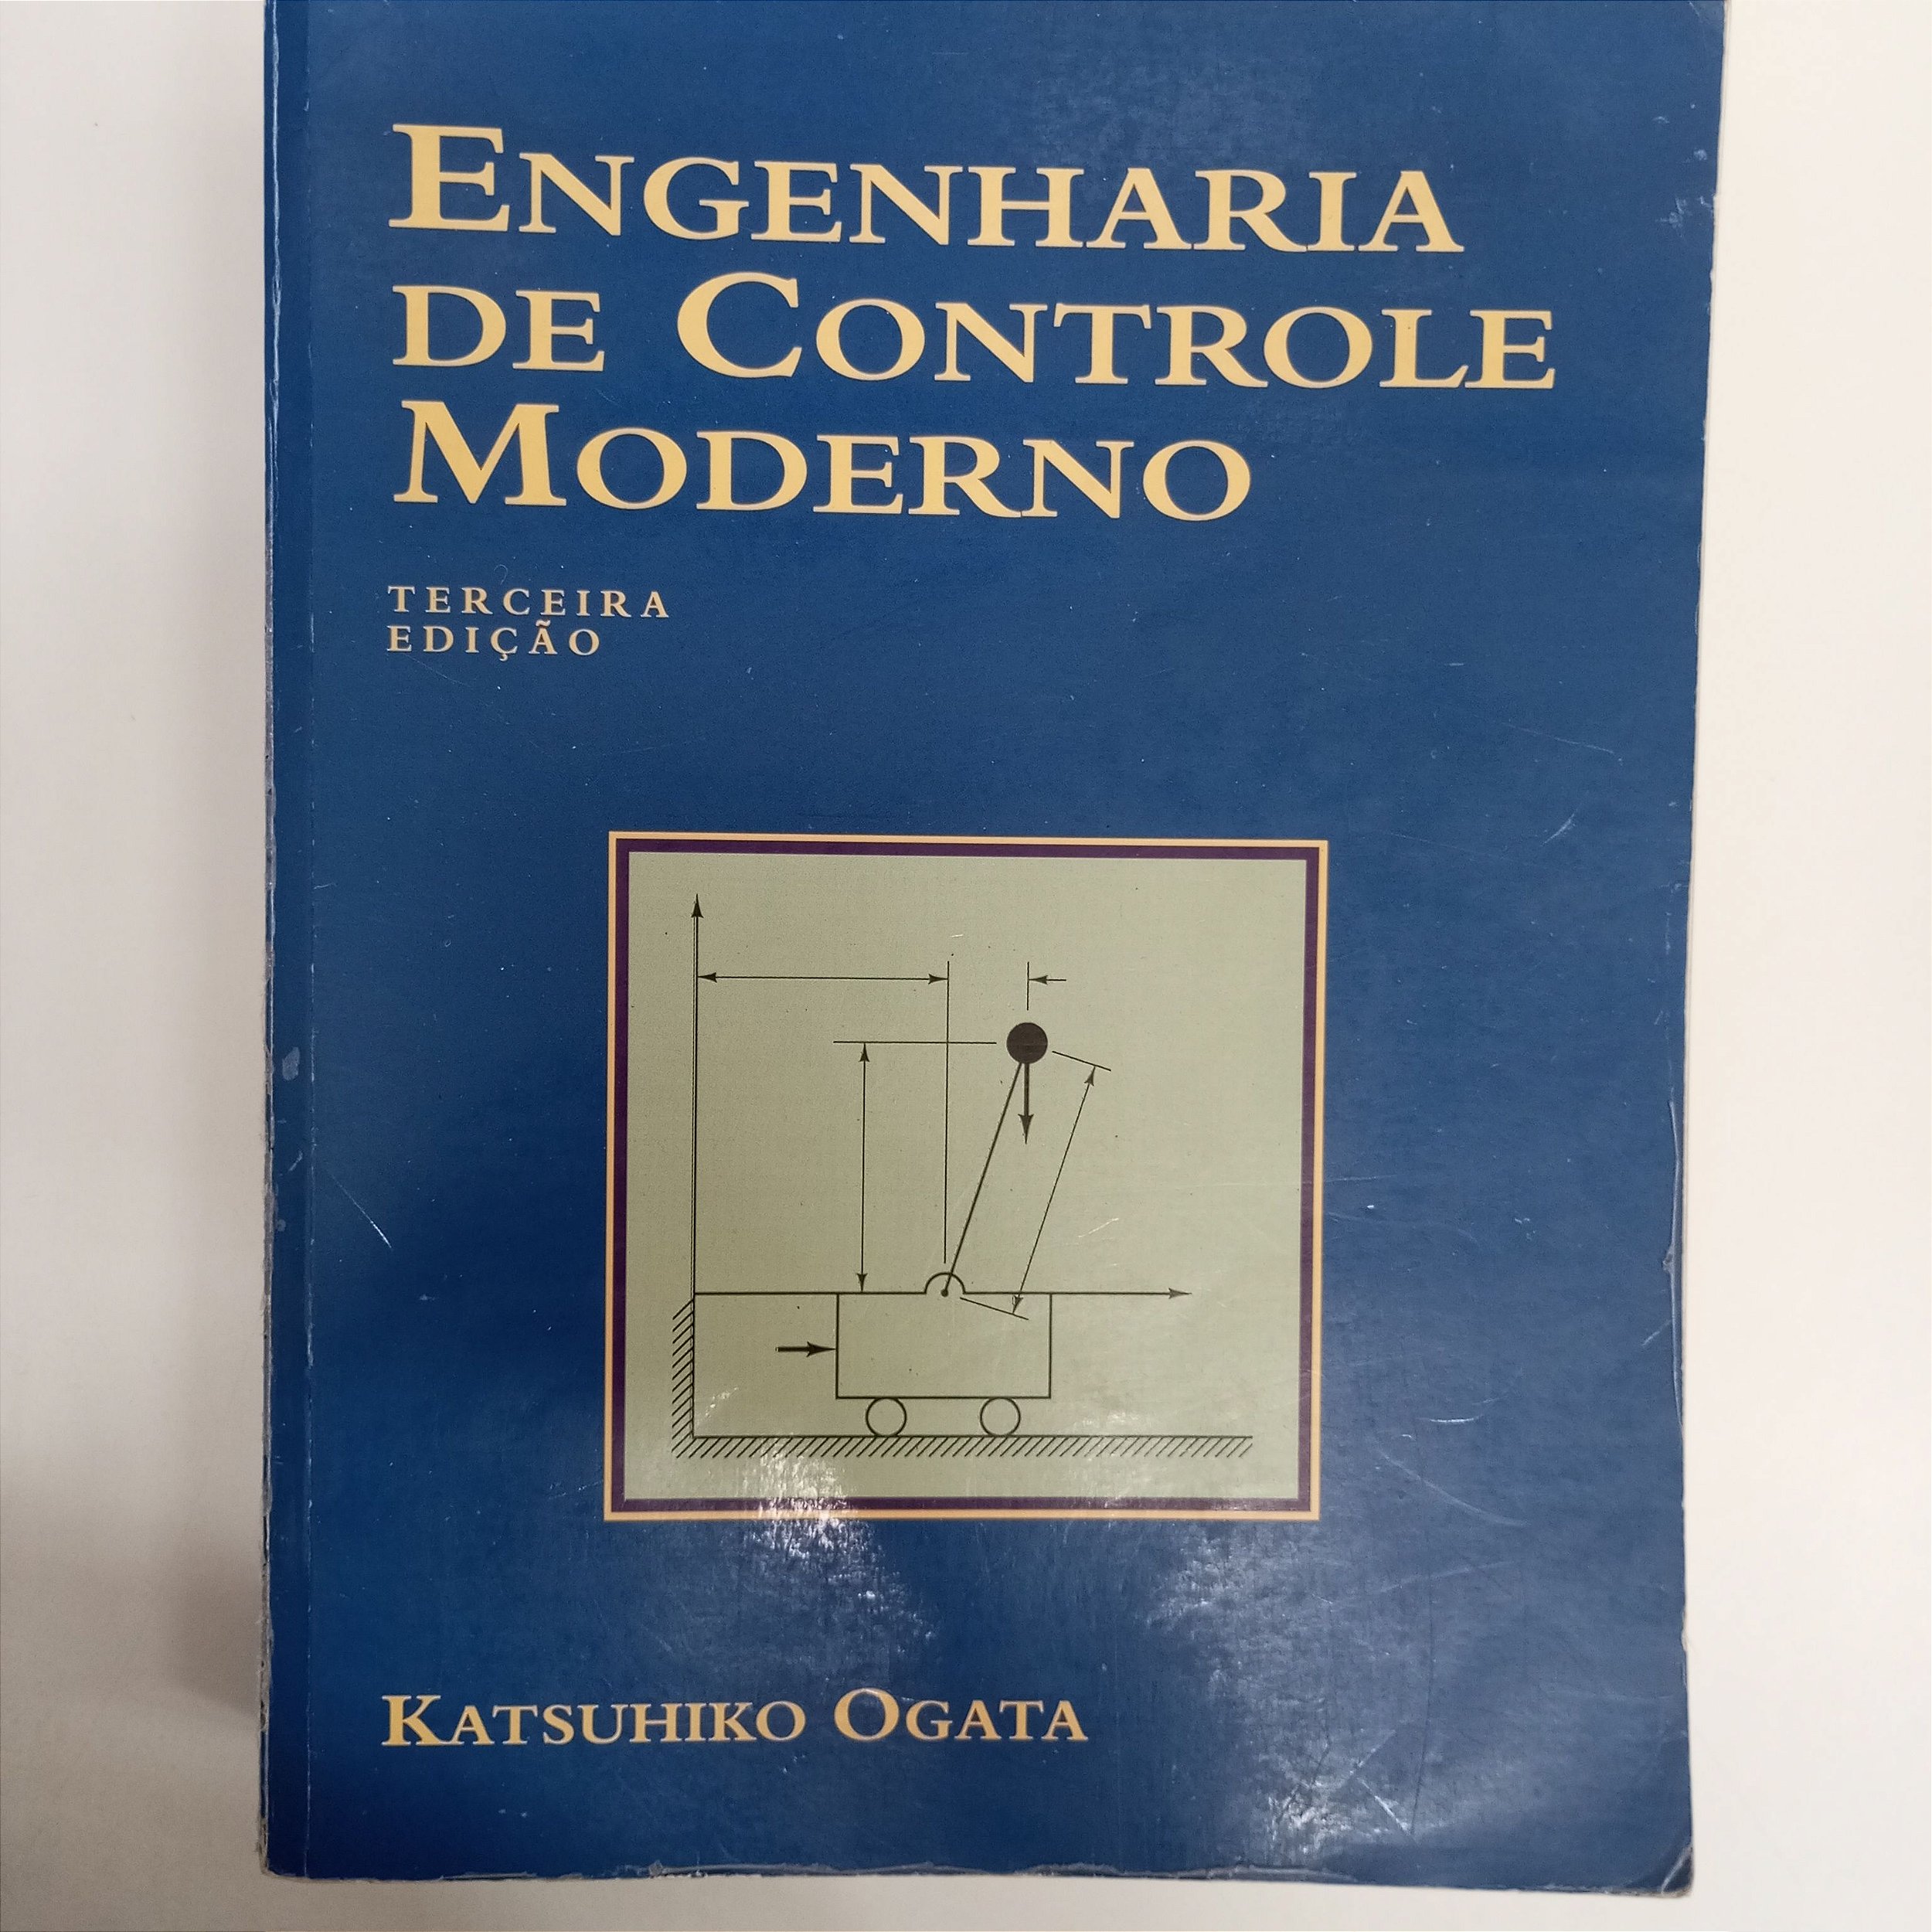 ENGENHARIA
DE CONTROLE
MODERNO
TERCEIRA
EDIÇÃO
KATSUHIKO OGATA